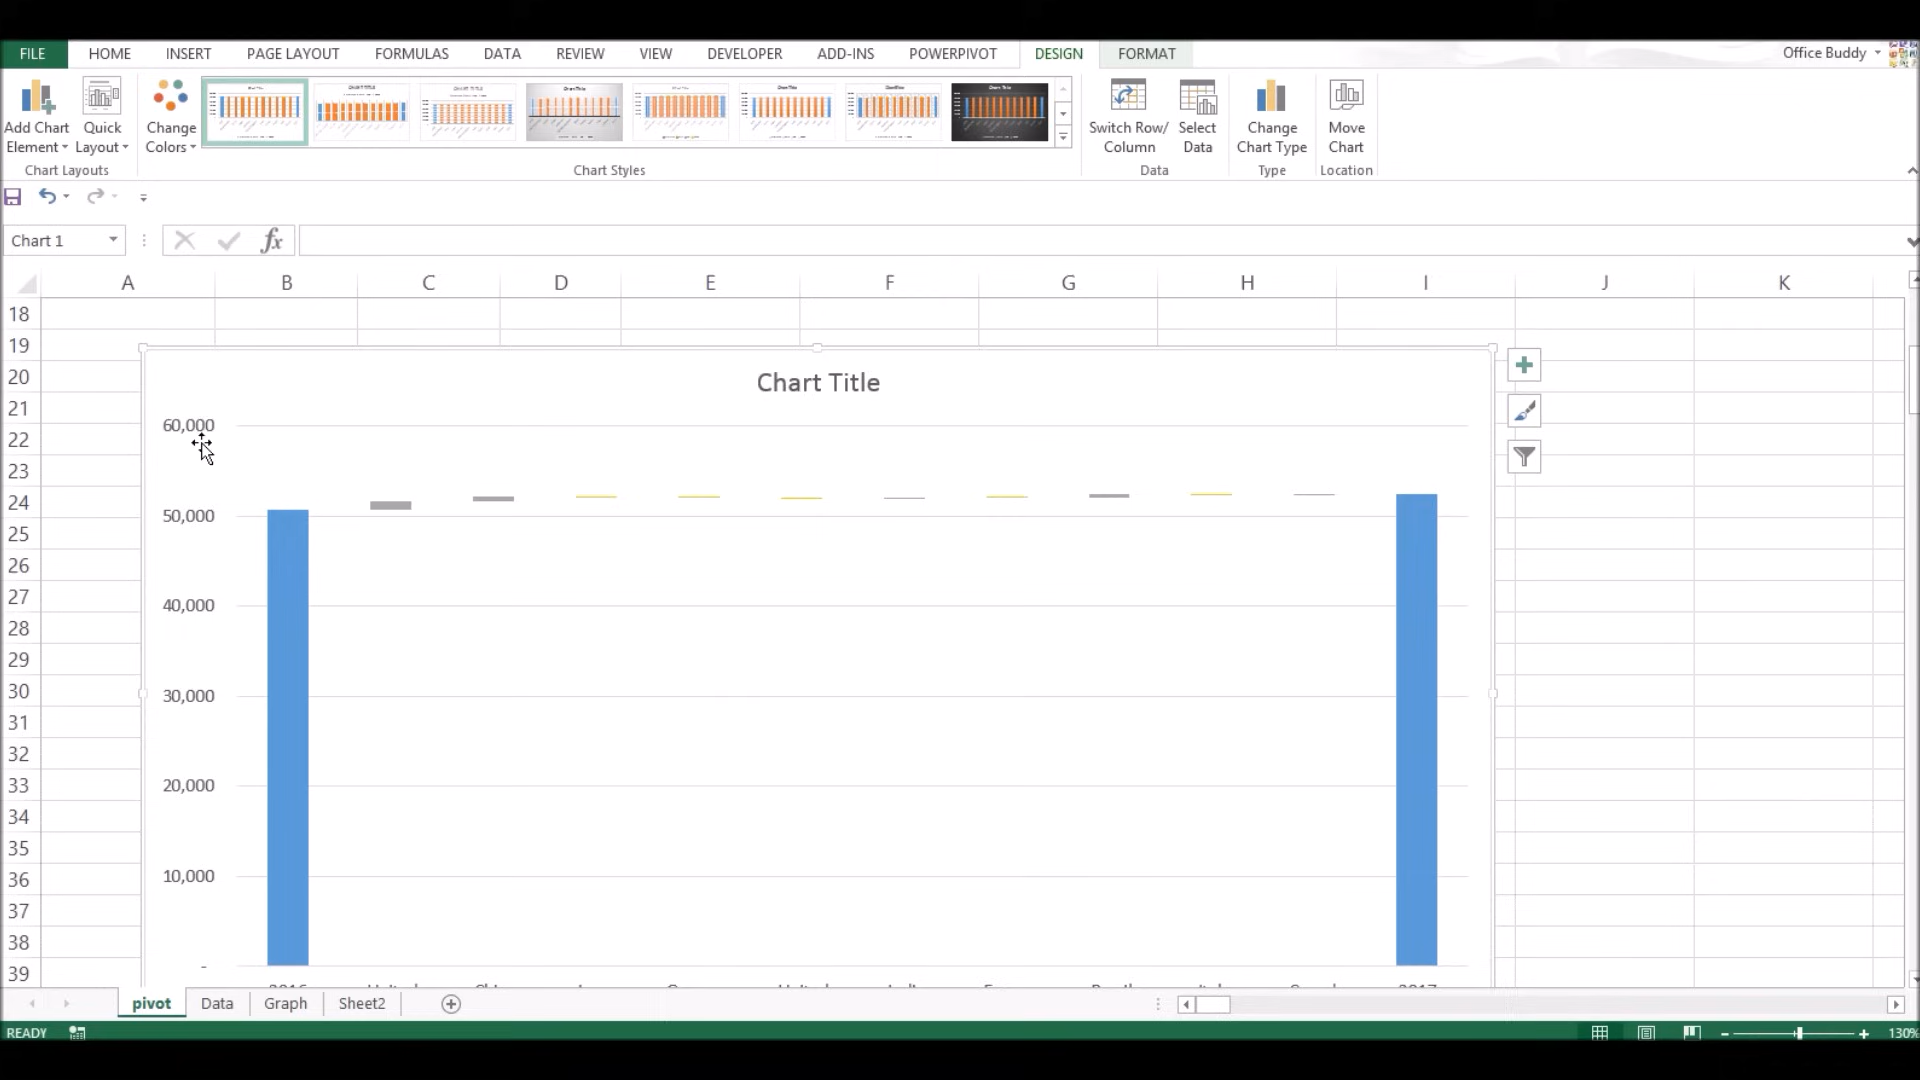 FILE HOME INSERT PAGE LAYOUT FORMULAS DATA REVIEW VIEW DEVELOPER ADD-INS POWERPIVOT DESIGN FORMAT Office Buddy
Add Chart Element Quick Layout Change Colors Switch Row/ Column Select Data Change Chart Type Move Chart
Chart Layouts Chart Styles Data Type Location
Chart 1 fx
A B C D E F G H I J K
18
19
20 Chart Title
21
60,000
22
23
24
50,000
25
26
27 40,000
28
29
30 30,000
31
32
33 20,000
34
35
36 10,000
37
38
39 -
pivot Data Graph Sheet2
READY 130%